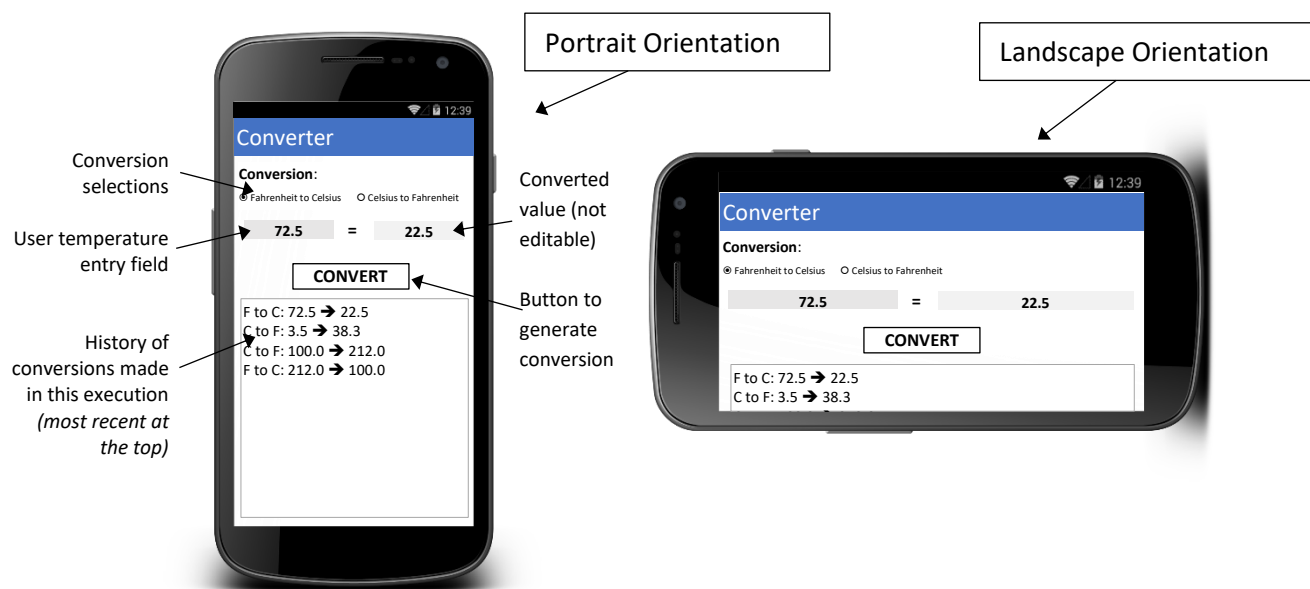 Portrait Orientation
12:39
Converter
Conversion:
Fahrenheit to Celsius Celsius to Fahrenheit
72.5 = 22.5
CONVERT
F to C: 72.5 ➔ 22.5
C to F: 3.5 ➔ 38.3
C to F: 100.0 ➔ 212.0
F to C: 212.0 ➔ 100.0
Conversion
selections
User temperature
entry field
History of
conversions made
in this execution
(most recent at
the top)
Converted
value (not
editable)
Button to
generate
conversion
Landscape Orientation
12:39
Converter
Conversion:
Fahrenheit to Celsius Celsius to Fahrenheit
72.5 = 22.5
CONVERT
F to C: 72.5 ➔ 22.5
C to F: 3.5 ➔ 38.3